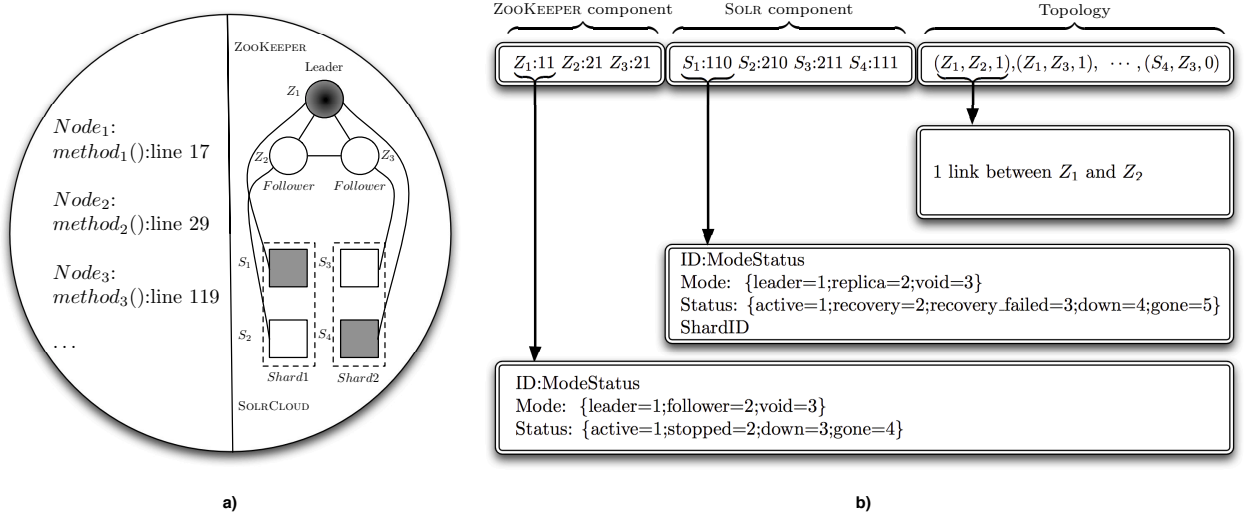 Node₁:
method₁():line 17
Node₂:
method₂():line 29
Node₃:
method₃():line 119
...
ZOOKEEPER
Leader
Z₁
Z₂
Z₃
Follower
Follower
S₁
S₃
S₂
S₄
Shard1
Shard2
SOLRCLOUD
a)
ZOOKEEPER component
SOLR component
Topology
Z₁:11 Z₂:21 Z₃:21
S₁:110 S₂:210 S₃:211 S₄:111
(Z₁, Z₂, 1),(Z₁, Z₃, 1), ··· ,(S₄, Z₃, 0)
1 link between Z₁ and Z₂
ID:ModeStatus
Mode: {leader=1;replica=2;void=3}
Status: {active=1;recovery=2;recovery_failed=3;down=4;gone=5}
ShardID
ID:ModeStatus
Mode: {leader=1;follower=2;void=3}
Status: {active=1;stopped=2;down=3;gone=4}
b)